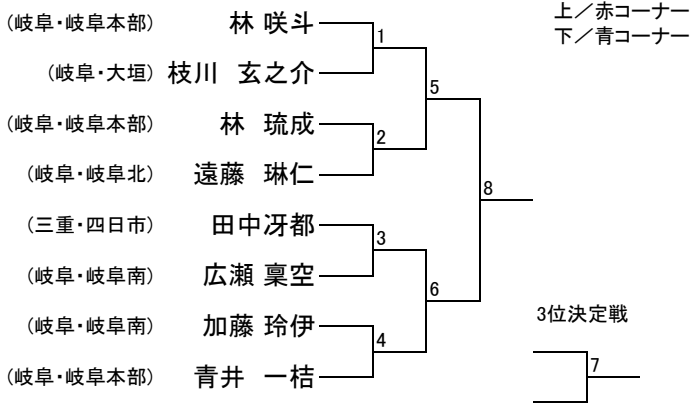 上／赤コーナー
下／青コーナー
(岐阜・岐阜本部) 林 咲斗
1
(岐阜・大垣) 枝川 玄之介
5
(岐阜・岐阜本部) 林 琉成
2
(岐阜・岐阜北) 遠藤 琳仁
8
(三重・四日市) 田中冴都
3
(岐阜・岐阜南) 広瀬 稟空
6
(岐阜・岐阜南) 加藤 玲伊
3位決定戦
4
(岐阜・岐阜本部) 青井 一桔
7